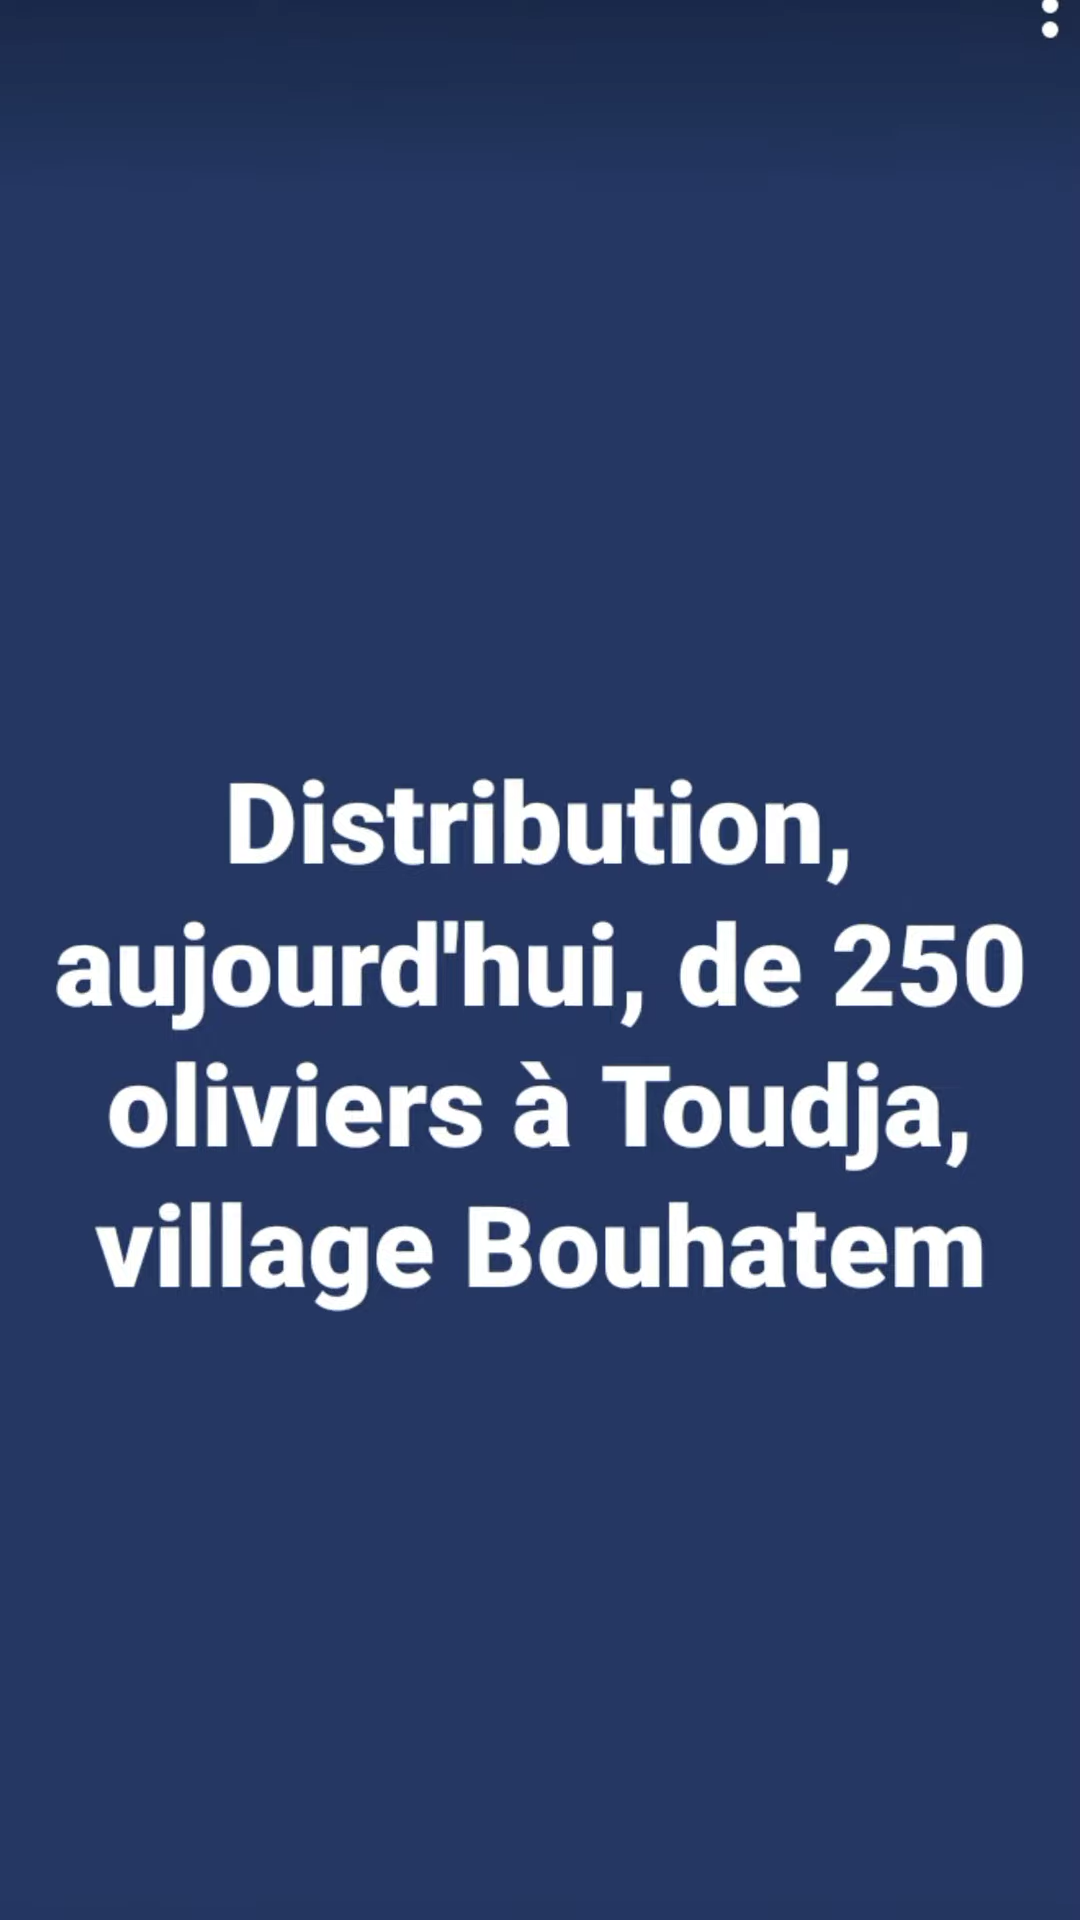 Distribution,
aujourd'hui, de 250
oliviers à Toudja,
village Bouhatem